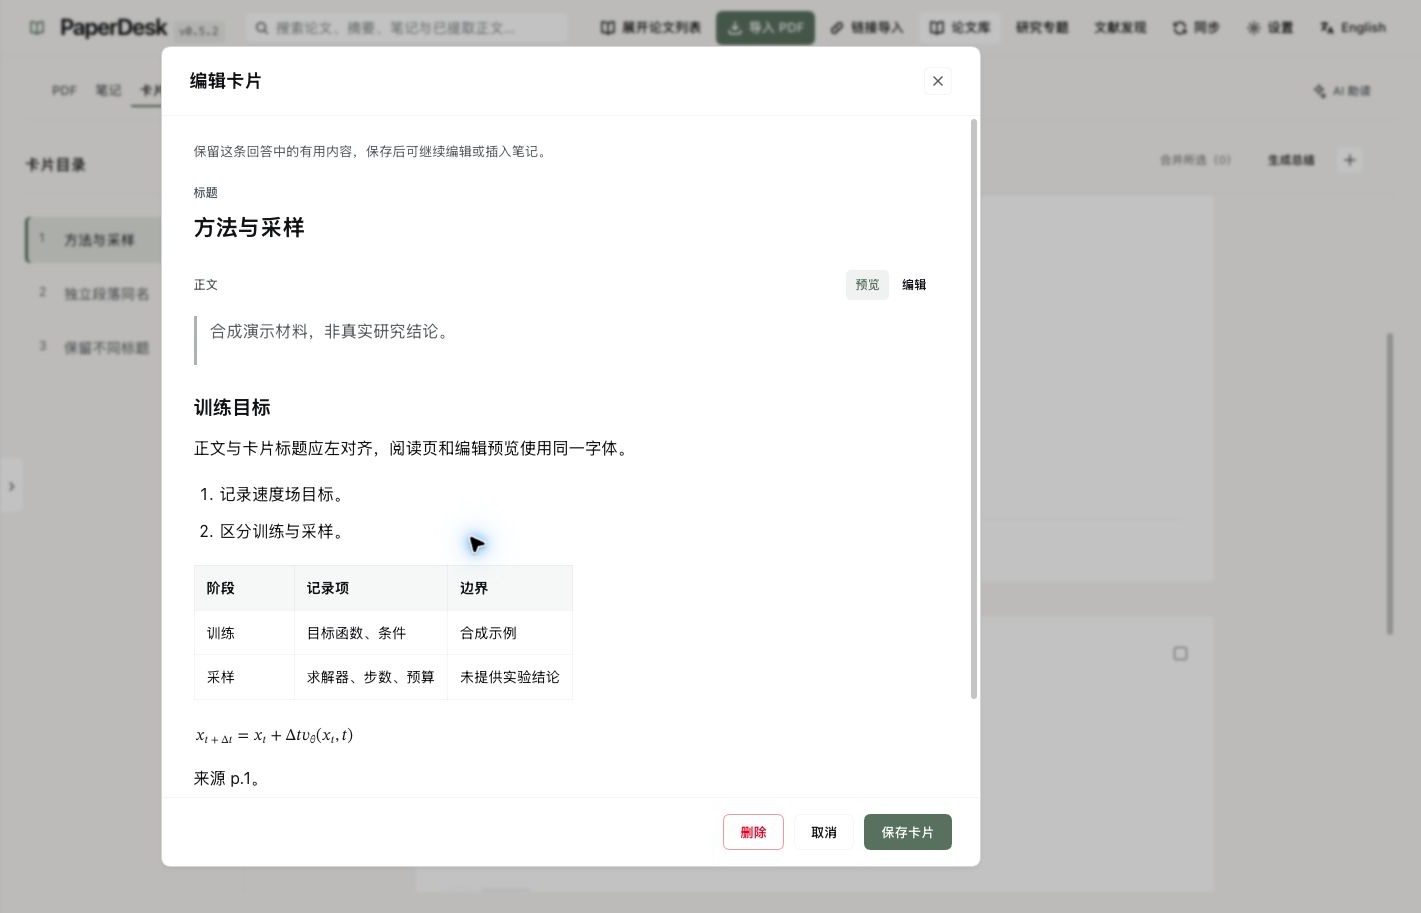 PaperDesk v0.5.2
搜索论文、摘要、笔记与已提取正文...
展开论文列表
导入 PDF
链接导入
论文库
研究专题
文献发现
同步
设置
English
PDF 笔记
AI 助读
卡片目录
合并所选 (0)
生成总结
1 方法与采样
2 独立段落同名
3 保留不同标题
编辑卡片
保留这条回答中的有用内容，保存后可继续编辑或插入笔记。
标题
方法与采样
正文
预览 编辑
合成演示材料，非真实研究结论。
训练目标
正文与卡片标题应左对齐，阅读页和编辑预览使用同一字体。
1. 记录速度场目标。
2. 区分训练与采样。
阶段 记录项 边界
训练 目标函数、条件 合成示例
采样 求解器、步数、预算 未提供实验结论
x_{t+Δt} = x_t + Δtv_θ(x_t, t)
来源 p.1。
删除 取消 保存卡片